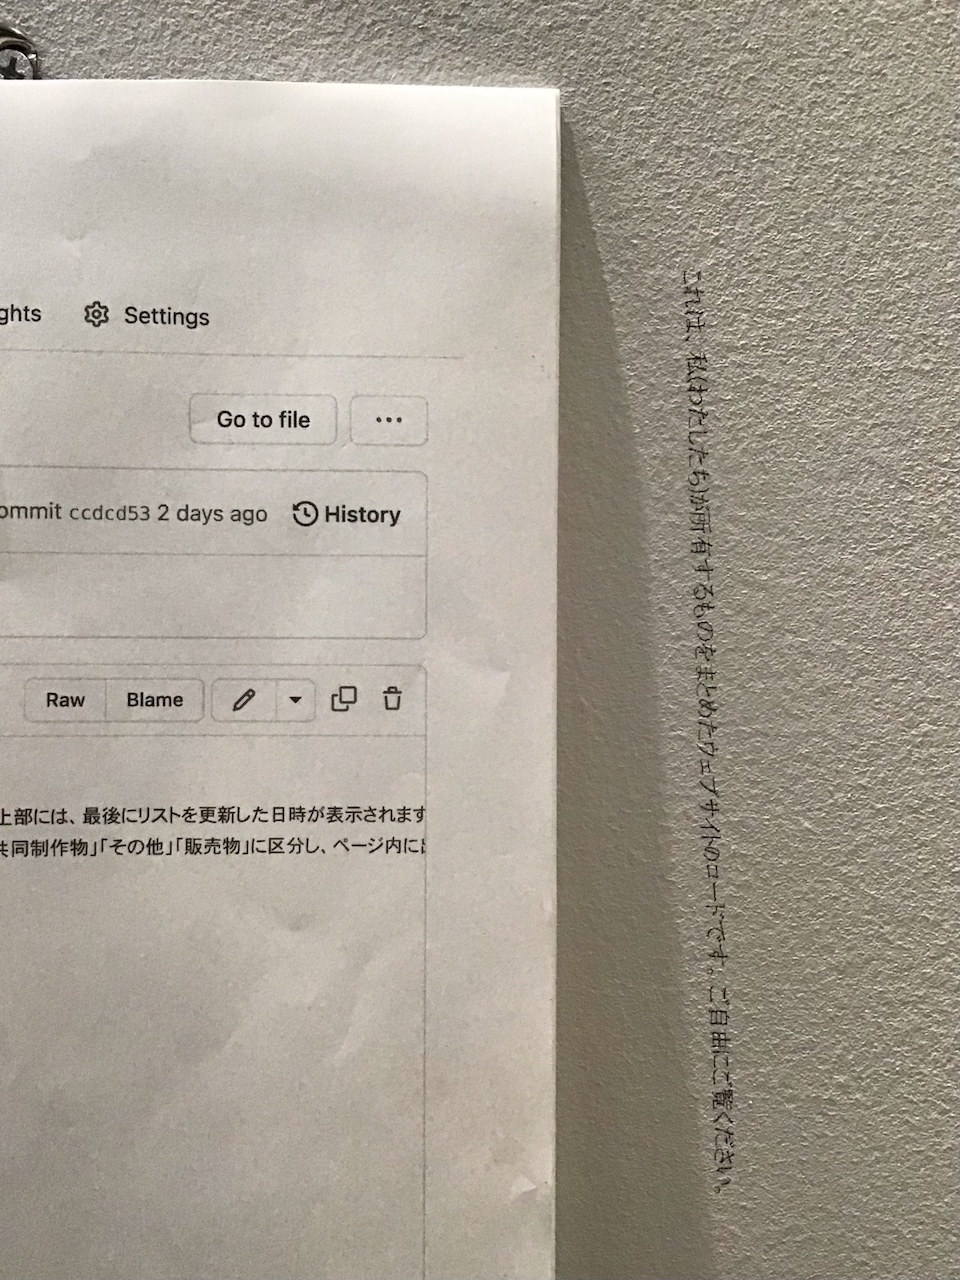 ghts Settings
Go to file
ommit ccdcd53 2 days ago History
Raw Blame
上部には、最後にリストを更新した日時が表示されます
共同制作物」「その他」「販売物」に区分し、ページ内に
これは、私(わたしたち)が所有するものをまとめたウェブサイトのコードです。ご自由にご覧ください。